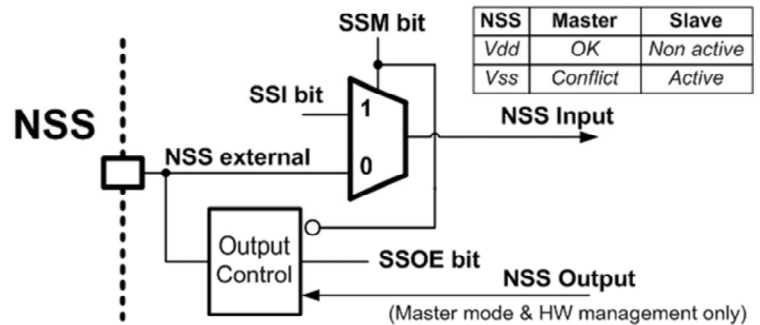 SSM bit
NSS Master Slave
Vdd OK Non active
Vss Conflict Active
SSI bit
1
NSS Input
NSS
NSS external
0
Output
Control
SSOE bit
NSS Output
(Master mode & HW management only)